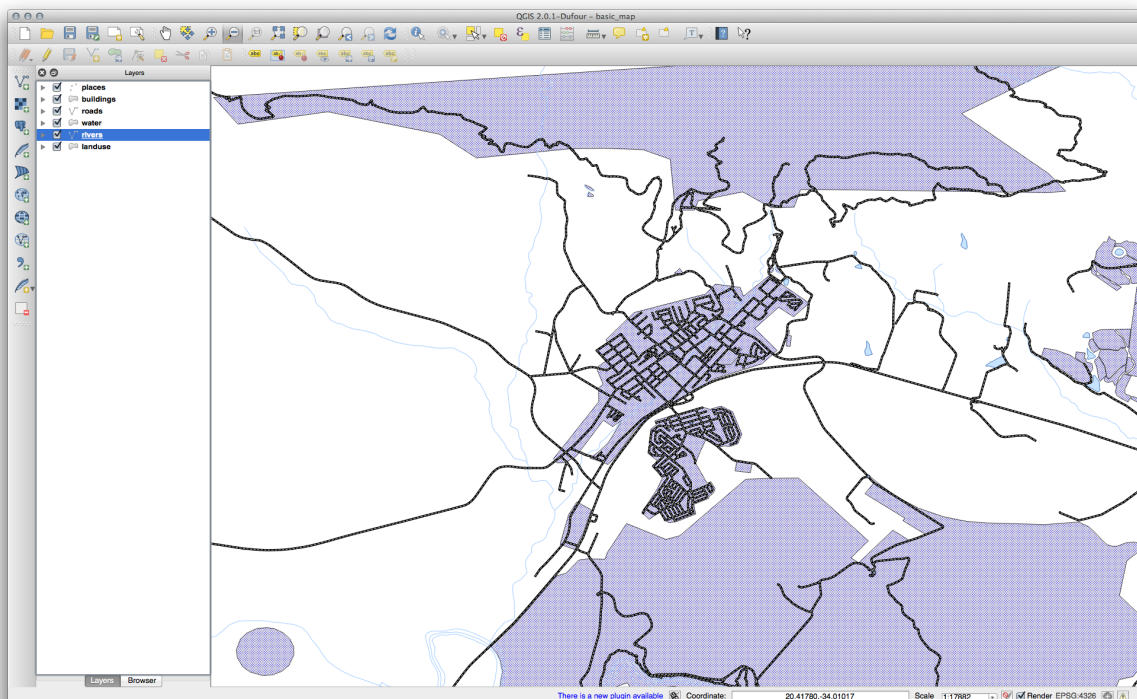 QGIS 2.0.1-Dufour - basic_map
Layers
places
buildings
roads
water
rivers
landuse
Layers
Browser
There is a new plugin available
Coordinate:
20.41780,-34.01017
Scale
1:17882
Render
EPSG:4326